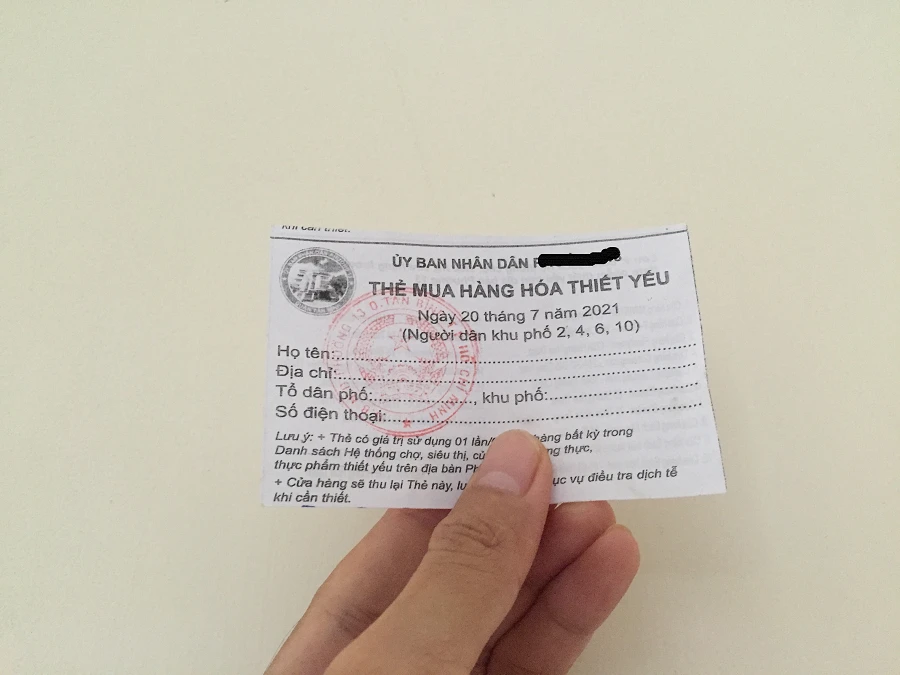 khi cần thiết.
ỦY BAN NHÂN DÂN
THẺ MUA HÀNG HÓA THIẾT YẾU
Ngày 20 tháng 7 năm 2021
(Người dân khu phố 2, 4, 6, 10)
Họ tên:
Địa chỉ:
Tổ dân phố:, khu phố:
Số điện thoại:
Lưu ý: + Thẻ có giá trị sử dụng 01 hàng bất kỳ trong
Danh sách Hệ thống chợ, siêu thị, thực,
thực phẩm thiết yếu trên địa bàn
+ Cửa hàng sẽ thu lại Thẻ này, vụ điều tra dịch tễ
khi cần thiết.